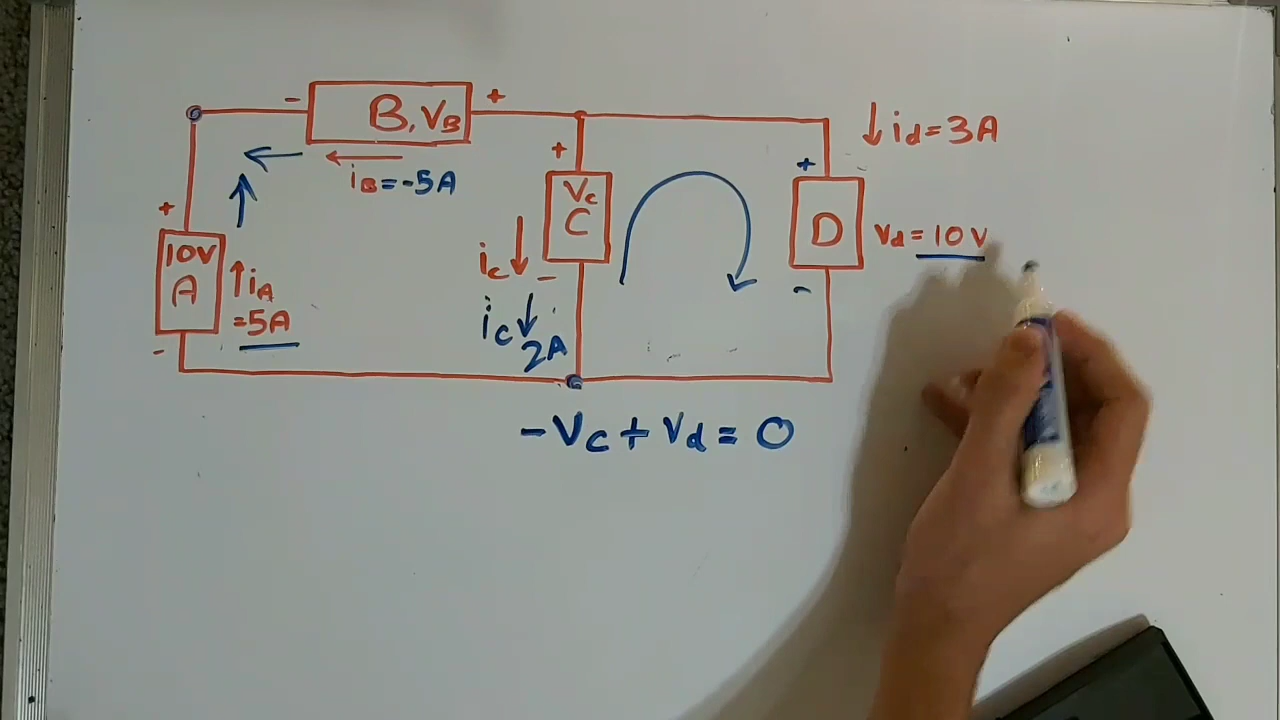 - B, VB +
+ Vc C -
iB = -5A
↓ id = 3A
+ D -
Vd = 10V
+ 10V A -
↑ iA
= 5A
ic ↓
ic ↓
2A
-Vc + Vd = 0